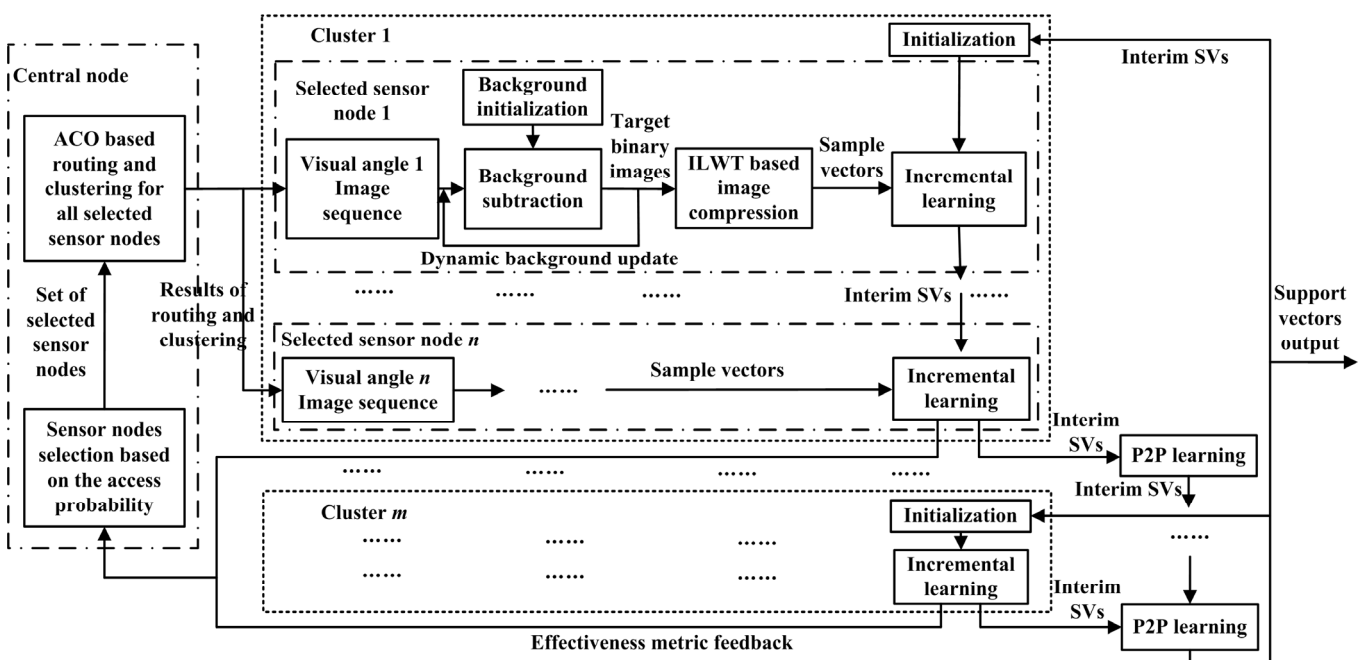 Central node
ACO based
routing and
clustering for
all selected
sensor nodes
Set of
selected
sensor
nodes
Sensor nodes
selection based
on the access
probability
Results of
routing and
clustering
Cluster 1
Initialization
Interim SVs
Selected sensor
node 1
Background
initialization
Visual angle 1
Image
sequence
Background
subtraction
Target
binary
images
ILWT based
image
compression
Sample
vectors
Incremental
learning
Dynamic background update
…… …… …… Interim SVs ……
Selected sensor node n
Visual angle n
Image sequence
……
Sample vectors
Incremental
learning
Interim
SVs
P2P learning
Interim SVs
……
Support
vectors
output
…… …… …… ……
Cluster m
Initialization
…… …… ……
…… …… ……
Incremental
learning
Interim
SVs
P2P learning
Effectiveness metric feedback